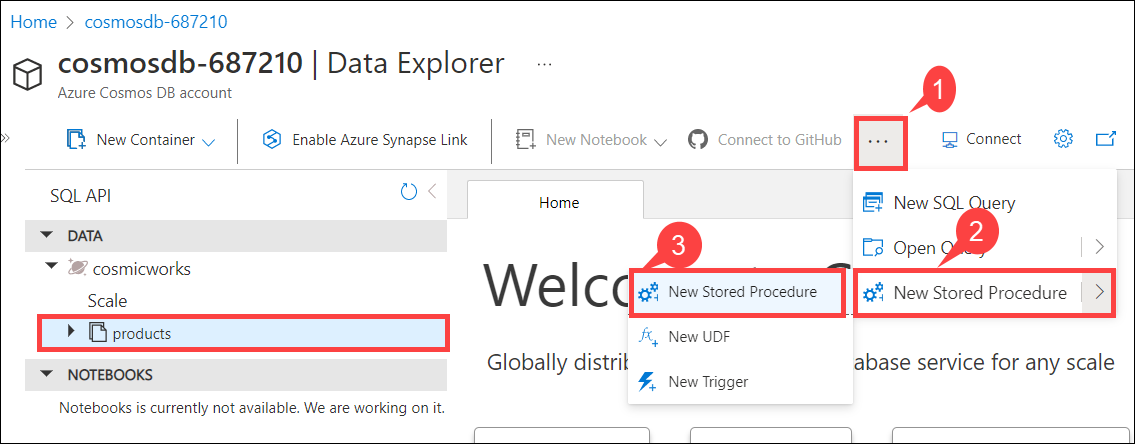 Home > cosmosdb-687210
cosmosdb-687210 | Data Explorer ...
Azure Cosmos DB account
1
» New Container Enable Azure Synapse Link New Notebook Connect to GitHub ... Connect
SQL API
Home
New SQL Query
DATA
2
3
Open
cosmicworks
New Stored Procedure
New Stored Procedure
Scale
products
New UDF
Globally
database service for any scale
New Trigger
NOTEBOOKS
Notebooks is currently not available. We are working on it.